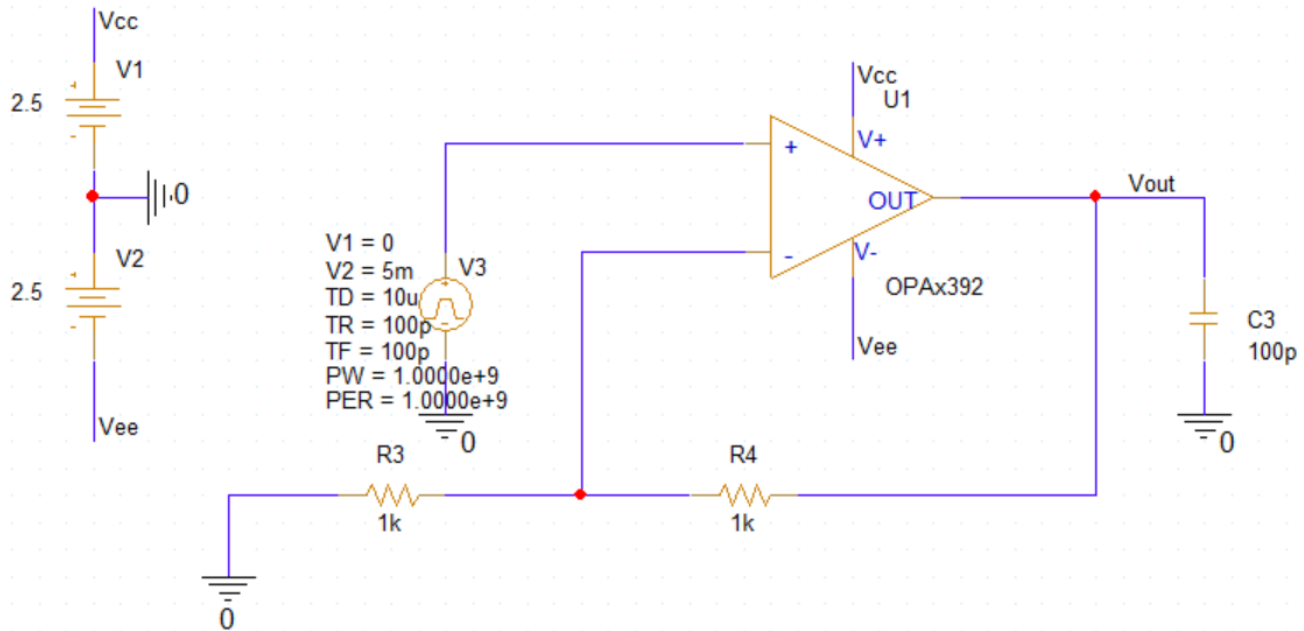 Vcc
V1
2.5
0
V2
2.5
Vee
V1 = 0
V2 = 5m
TD = 10u
TR = 100p
TF = 100p
PW = 1.0000e+9
PER = 1.0000e+9
V3
0
Vcc
U1
V+
+
OUT
-
V-
OPAx392
Vee
Vout
C3
100p
0
R3
1k
R4
1k
0